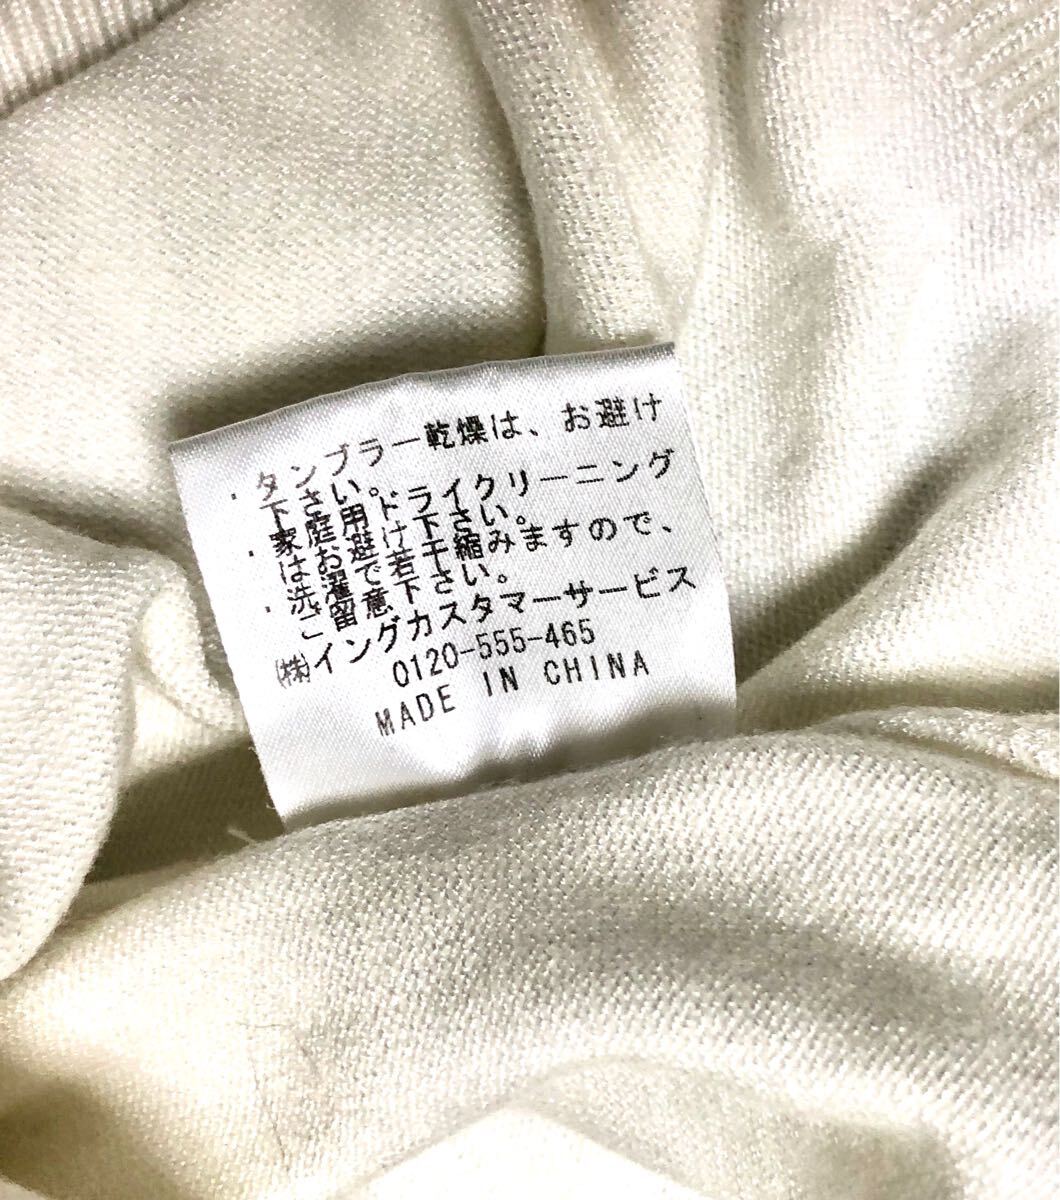 ・タンブラー乾燥は、お避け
下さい。
・家庭用ドライクリーニング
はお避け下さい。
・洗濯で若干縮みますので、
ご留意下さい。
(株)イングカスタマーサービス
0120-555-465
MADE IN CHINA